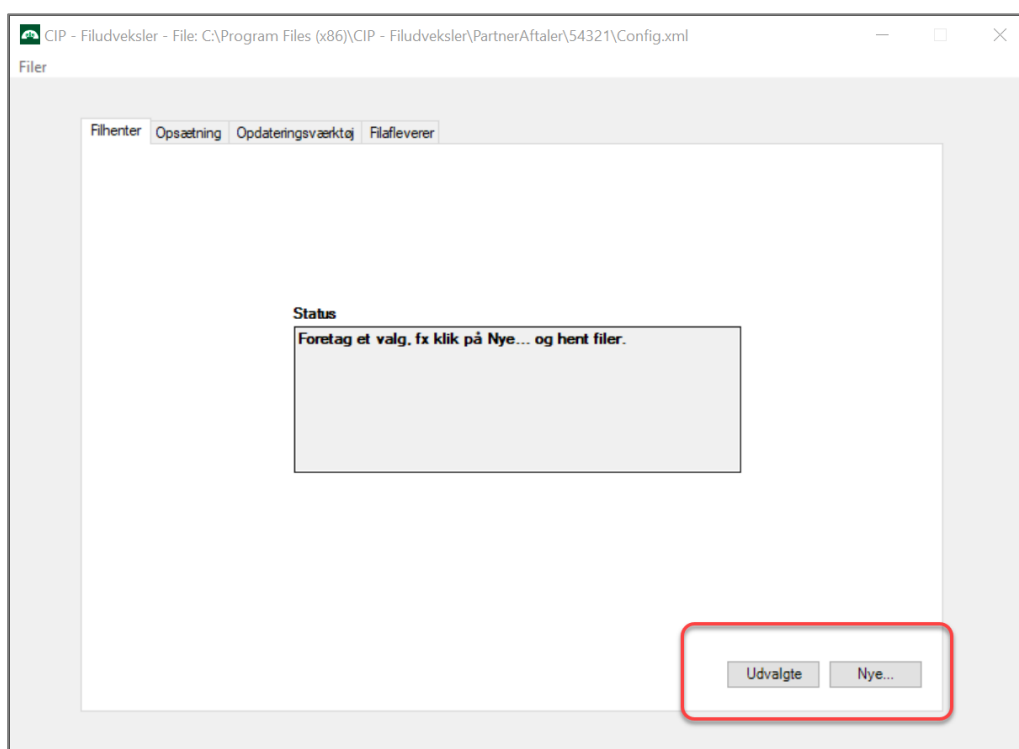 CIP - Filudveksler - File: C:\Program Files (x86)\CIP - Filudveksler\PartnerAftaler\54321\Config.xml
Filer
Filhenter Opsætning Opdateringsværktøj Filafleverer
Status
Foretag et valg, fx klik på Nye... og hent filer.
Udvalgte Nye...